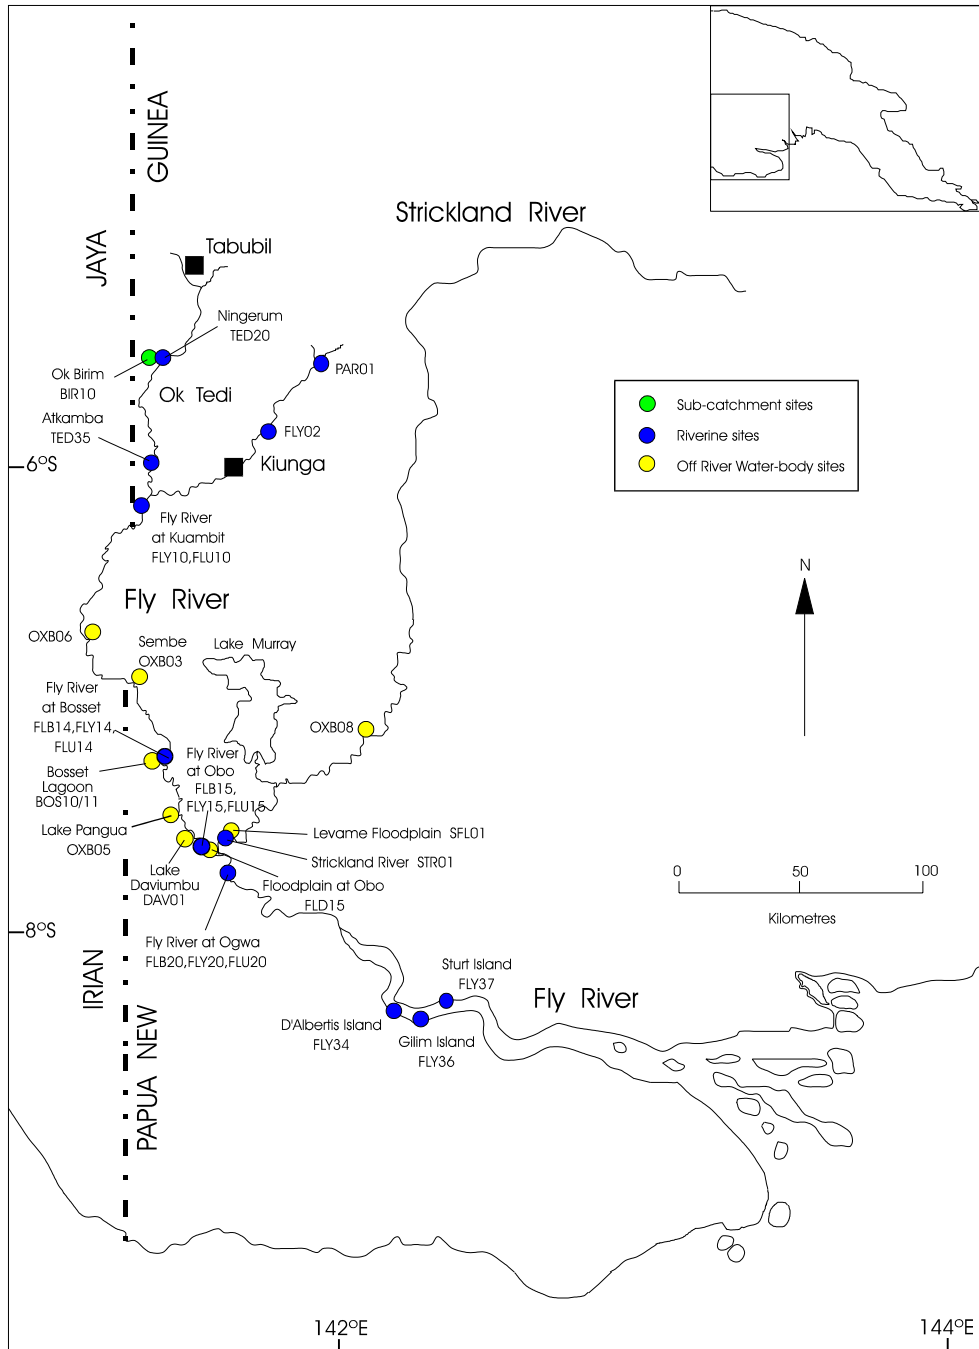 GUINEA
JAYA
Strickland River
Tabubil
Ningerum
TED20
Ok Birim
BIR10
PAR01
Ok Tedi
Atkamba
TED35
FLY02
Kiunga
6°S
Sub-catchment sites
Riverine sites
Off River Water-body sites
Fly River
at Kuambit
FLY10,FLU10
N
Fly River
OXB06
Sembe
OXB03
Lake Murray
Fly River
at Bosset
FLB14,FLY14,
FLU14
OXB08
Fly River
at Obo
FLB15,
FLY15,FLU15
Bosset
Lagoon
BOS10/11
Lake Pangua
OXB05
Levame Floodplain SFL01
Strickland River STR01
Lake
Daviumbu
DAV01
Floodplain at Obo
FLD15
0 50 100
Kilometres
8°S
Fly River at Ogwa
FLB20,FLY20,FLU20
IRIAN
PAPUA NEW
Sturt Island
FLY37
Fly River
D'Albertis Island
FLY34
Gilim Island
FLY36
142°E
144°E